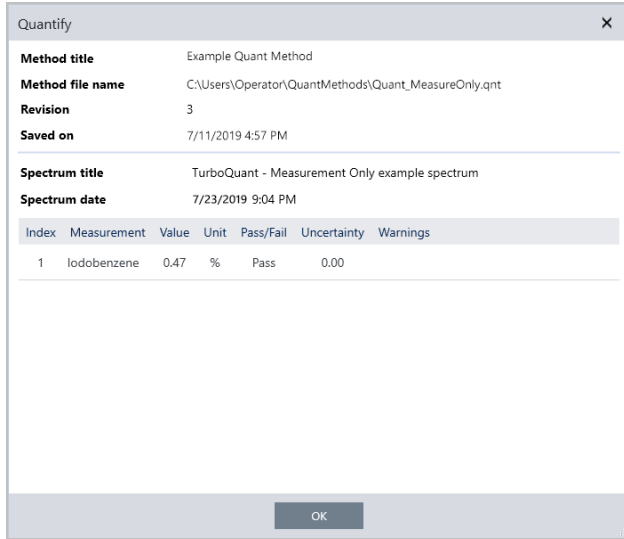 Quantify
Method title Example Quant Method
Method file name C:\Users\Operator\QuantMethods\Quant_MeasureOnly.qnt
Revision 3
Saved on 7/11/2019 4:57 PM
Spectrum title TurboQuant - Measurement Only example spectrum
Spectrum date 7/23/2019 9:04 PM
Index Measurement Value Unit Pass/Fail Uncertainty Warnings
1 Iodobenzene 0.47 % Pass 0.00
OK